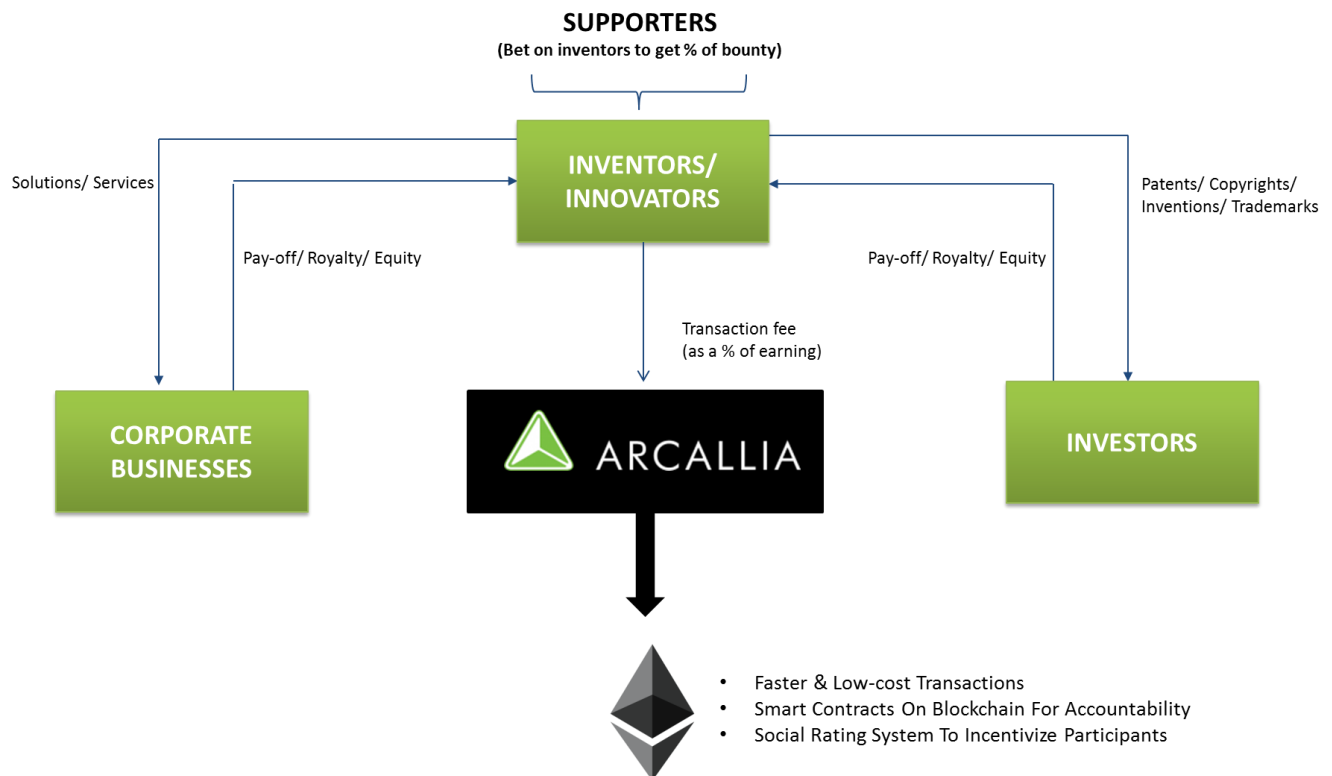 SUPPORTERS
(Bet on inventors to get % of bounty)
INVENTORS/
INNOVATORS
Solutions/ Services
Patents/ Copyrights/
Inventions/ Trademarks
Pay-off/ Royalty/ Equity
Pay-off/ Royalty/ Equity
Transaction fee
(as a % of earning)
CORPORATE
BUSINESSES
ARCALLIA
INVESTORS
• Faster & Low-cost Transactions
• Smart Contracts On Blockchain For Accountability
• Social Rating System To Incentivize Participants